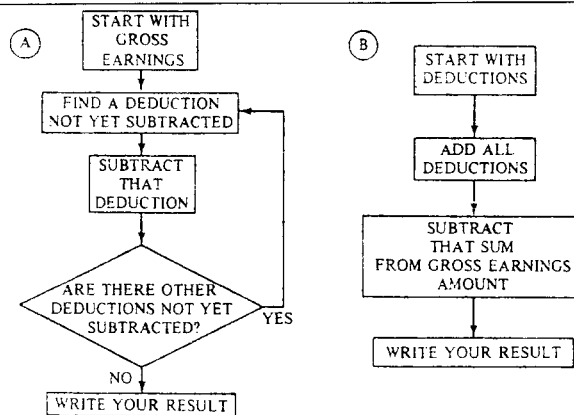 A
START WITH
GROSS
EARNINGS
FIND A DEDUCTION
NOT YET SUBTRACTED
SUBTRACT
THAT
DEDUCTION
ARE THERE OTHER
DEDUCTIONS NOT YET
SUBTRACTED?
YES
NO
WRITE YOUR RESULT
B
START WITH
DEDUCTIONS
ADD ALL
DEDUCTIONS
SUBTRACT
THAT SUM
FROM GROSS EARNINGS
AMOUNT
WRITE YOUR RESULT